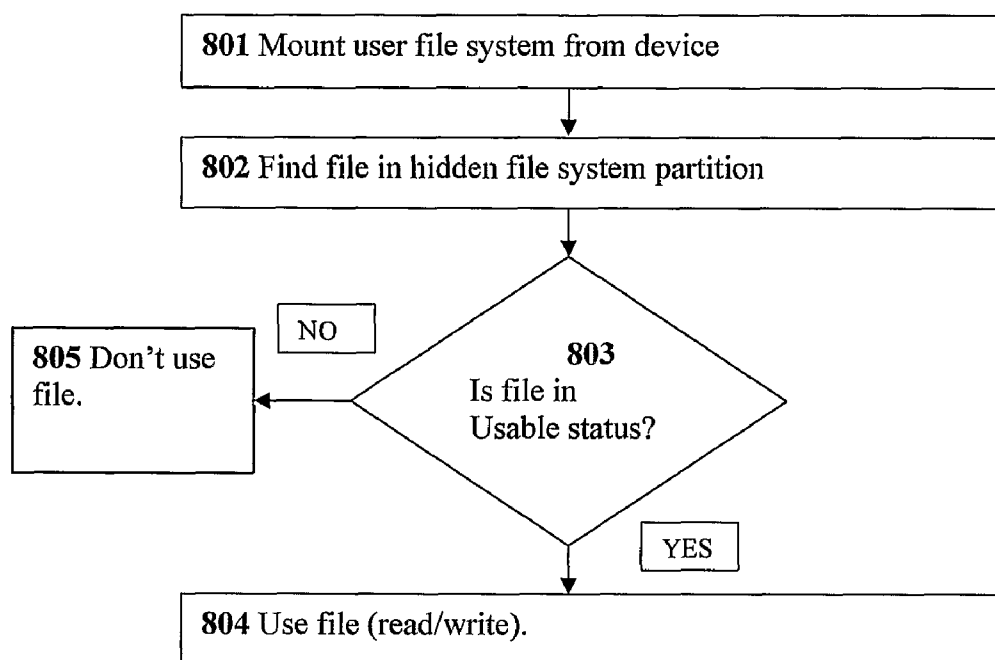 801 Mount user file system from device
802 Find file in hidden file system partition
NO
803
Is file in
Usable status?
805 Don't use
file.
YES
804 Use file (read/write).